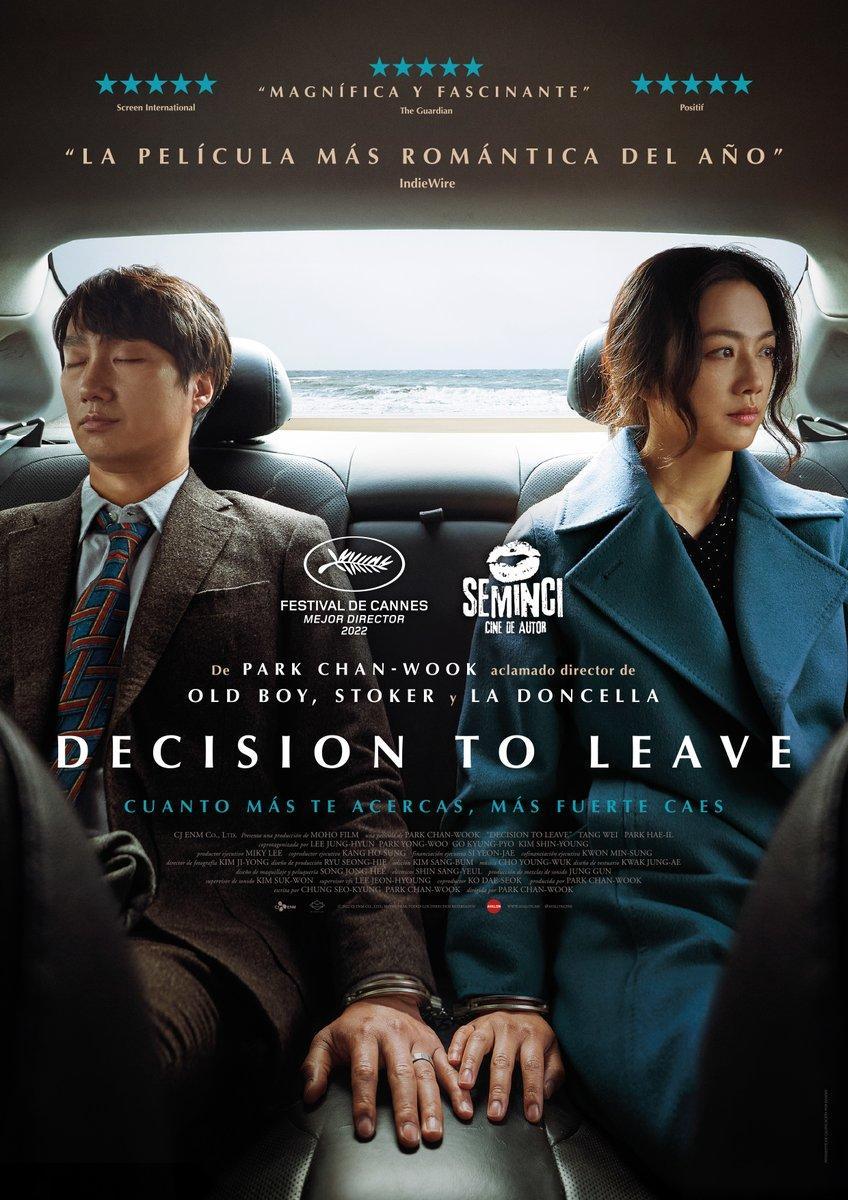 Screen International
"MAGNÍFICA Y FASCINANTE"
The Guardian
Positif
"LA PELÍCULA MÁS ROMÁNTICA DEL AÑO"
IndieWire
FESTIVAL DE CANNES
MEJOR DIRECTOR
2022
SEMINCI
CINE DE AUTOR
De PARK CHAN-WOOK aclamado director de
OLD BOY, STOKER y LA DONCELLA
DECISION TO LEAVE
CUANTO MÁS TE ACERCAS, MÁS FUERTE CAES
CJ ENM Co., Ltd. Presenta una producción de MOHO FILM una película de PARK CHAN-WOOK "DECISION TO LEAVE" TANG WEI PARK HAE-IL
coprotagonizada por LEE JUNG-HYUN PARK YONG-WOO GO KYUNG-PYO KIM SHIN-YOUNG
productor ejecutivo MIKY LEE coproductor ejecutivo KANG HO-SUNG financiación ejecutivo SEYEON-JAE cofinanciación ejecutivo KWON MIN-SUNG
director de fotografía KIM JI-YONG diseño de producción RYU SEONG-HIE edición KIM SANG-BUM música CHO YOUNG-WUK diseño de vestuario KWAK JUNG-AE
diseño de maquillaje y peluquería SONG JONG-HEE SHIN SANG-YEUL producción de mezclas de sonido JUNG GUN
supervisor de sonido KIM SUK-WON supervisor vfx LEE JEON-HYOUNG coproductor KO DAE-SEOK producida por PARK CHAN-WOOK
escrita por CHUNG SEO-KYUNG PARK CHAN-WOOK dirigida por PARK CHAN-WOOK
CJ ENM
AVALON